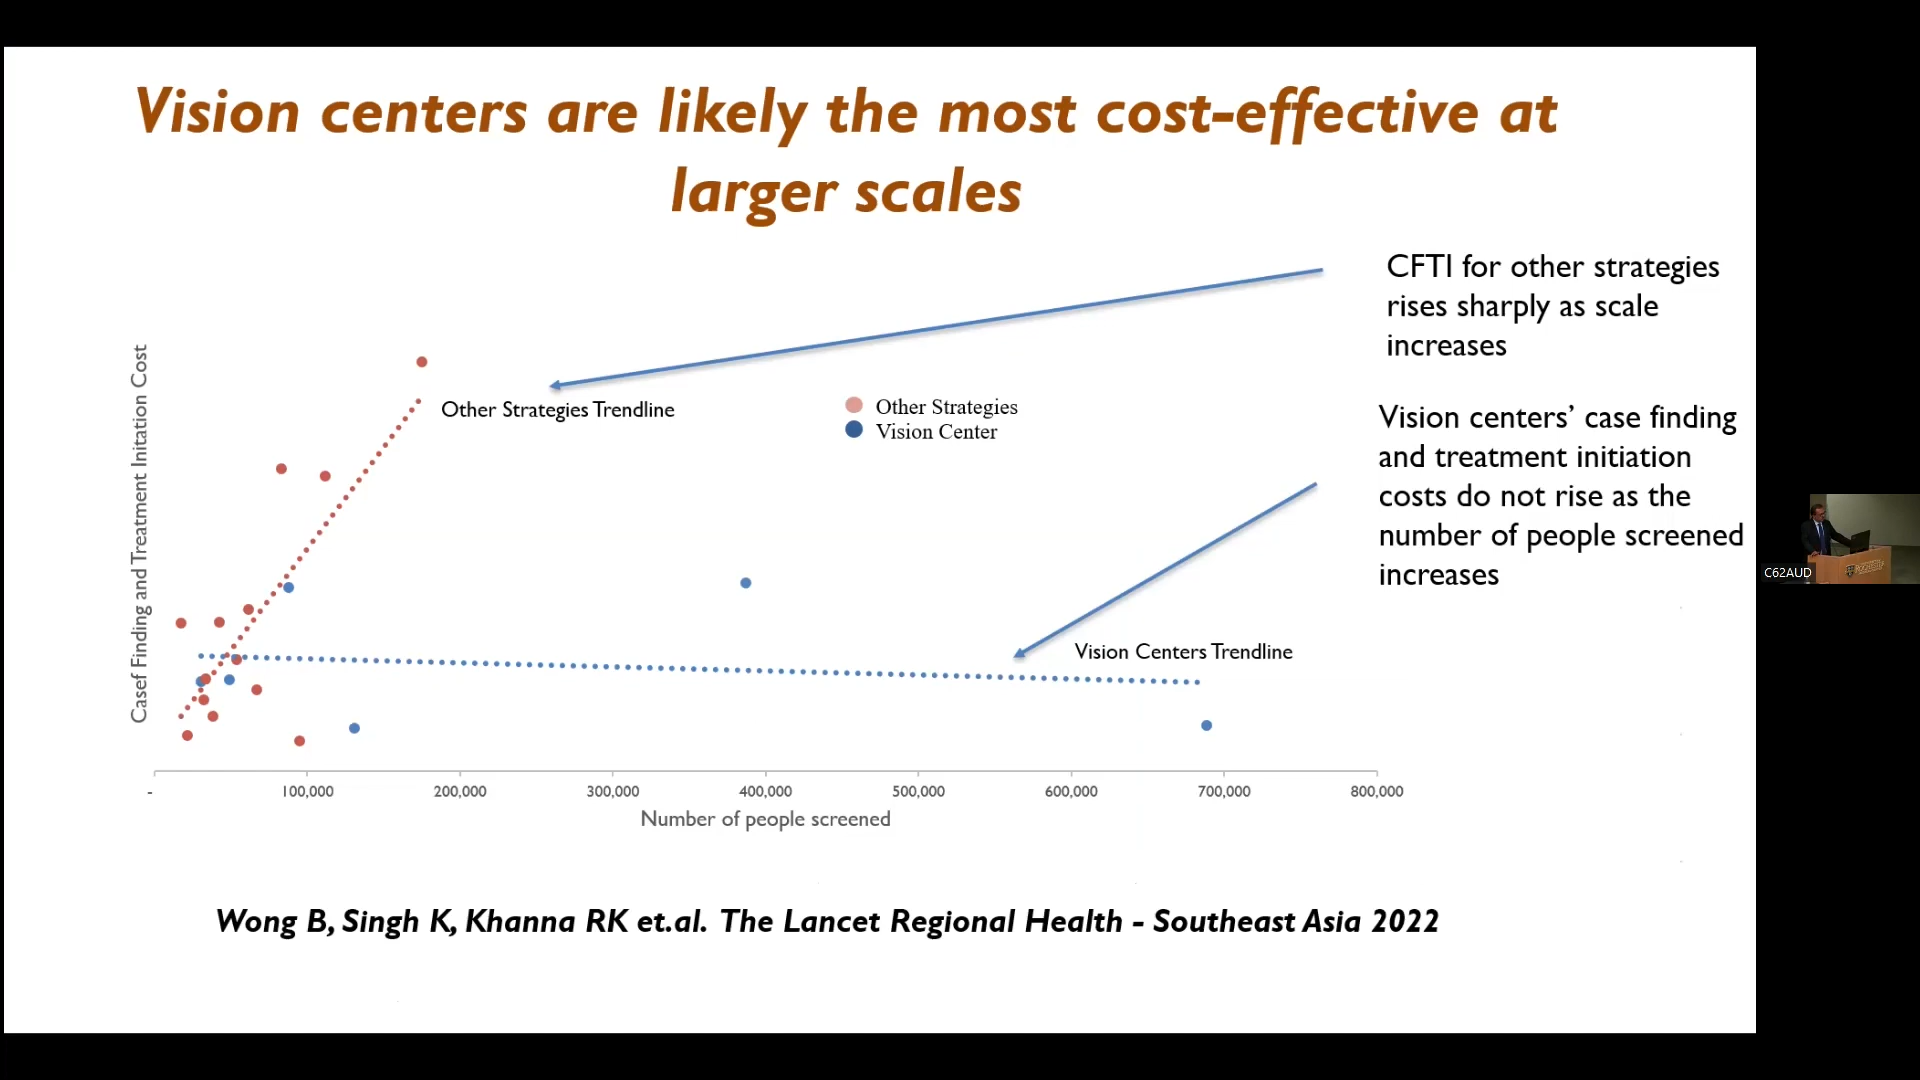 Vision centers are likely the most cost-effective at
larger scales
CFTI for other strategies
rises sharply as scale
increases
Vision centers’ case finding
and treatment initiation
costs do not rise as the
number of people screened
increases
Casef Finding and Treatment Initation Cost
Other Strategies Trendline
Other Strategies
Vision Center
Vision Centers Trendline
- 100,000 200,000 300,000 400,000 500,000 600,000 700,000 800,000
Number of people screened
Wong B, Singh K, Khanna RK et.al. The Lancet Regional Health - Southeast Asia 2022
C62AUD